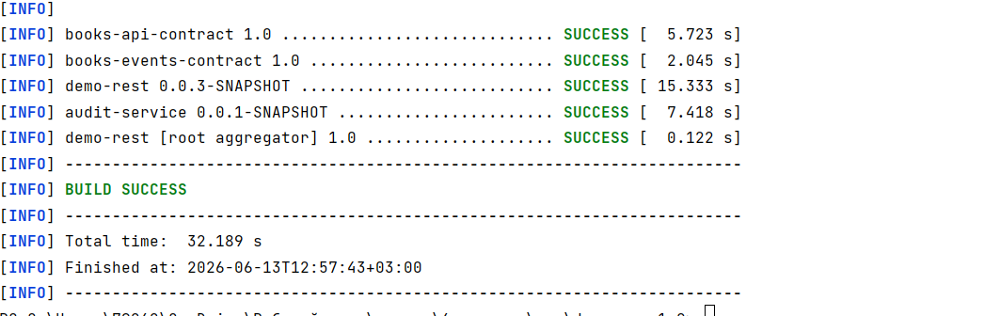 [INFO]
[INFO] books-api-contract 1.0 ............................. SUCCESS [  5.723 s]
[INFO] books-events-contract 1.0 .......................... SUCCESS [  2.045 s]
[INFO] demo-rest 0.0.3-SNAPSHOT ........................... SUCCESS [ 15.333 s]
[INFO] audit-service 0.0.1-SNAPSHOT ....................... SUCCESS [  7.418 s]
[INFO] demo-rest [root aggregator] 1.0 .................... SUCCESS [  0.122 s]
[INFO] ------------------------------------------------------------------------
[INFO] BUILD SUCCESS
[INFO] ------------------------------------------------------------------------
[INFO] Total time:  32.189 s
[INFO] Finished at: 2026-06-13T12:57:43+03:00
[INFO] ------------------------------------------------------------------------